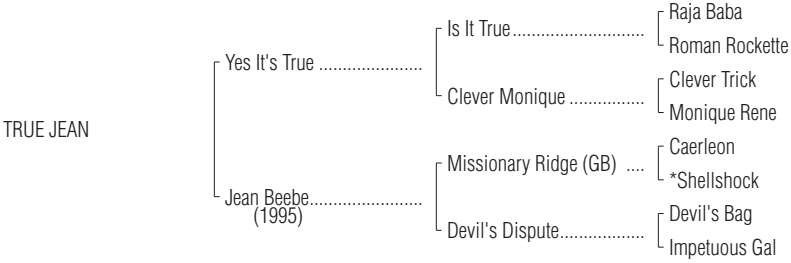 Raja Baba
Is It True............................
Roman Rockette
Yes It's True ......................
Clever Trick
Clever Monique ................
Monique Rene
TRUE JEAN
Caerleon
Missionary Ridge (GB) ....
*Shellshock
Jean Beebe........................
(1995)
Devil's Bag
Devil's Dispute..................
Impetuous Gal